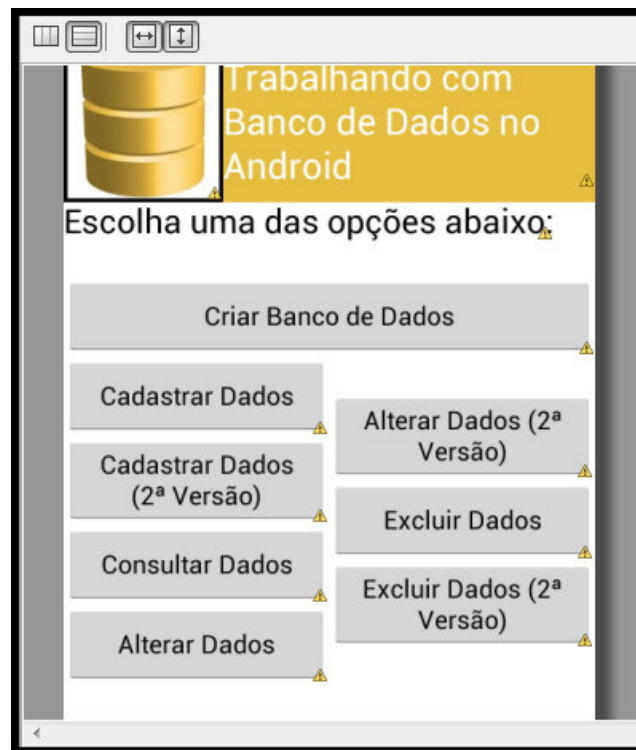 Trabalhando com
Banco de Dados no
Android
Escolha uma das opções abaixo:
Criar Banco de Dados
Cadastrar Dados
Cadastrar Dados
(2ª Versão)
Consultar Dados
Alterar Dados
Alterar Dados (2ª
Versão)
Excluir Dados
Excluir Dados (2ª
Versão)